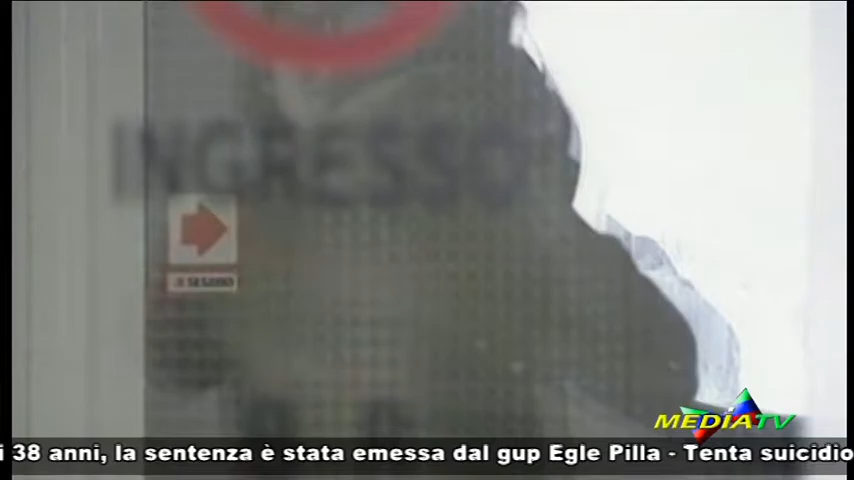 INGRESSO
MEDIATV
i 38 anni, la sentenza è stata emessa dal gup Egle Pilla - Tenta suicidio